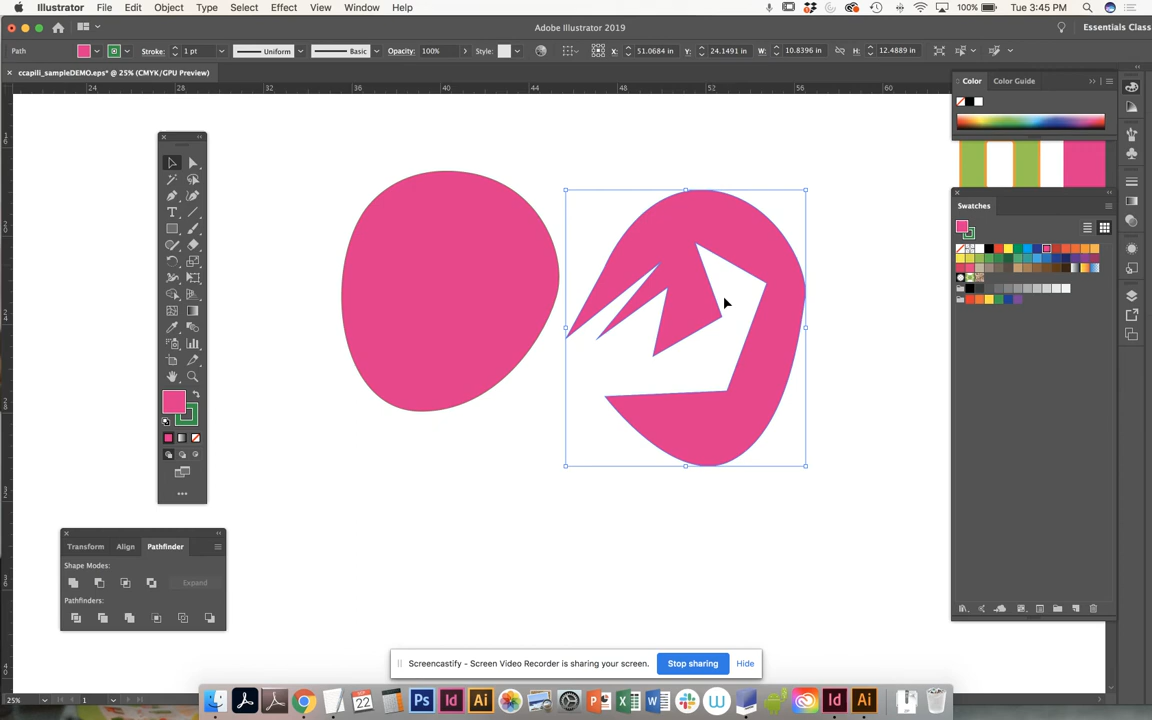 Illustrator File Edit Object Type Select Effect View Window Help 100% Tue 3:45 PM
Adobe Illustrator 2019 Essentials Class
Path Stroke: 1 pt Uniform Basic Opacity: 100% Style: X: 51.0684 in Y: 24.1491 in W: 10.8396 in H: 12.4889 in
ccapili_sampleDEMO.eps* @ 25% (CMYK/GPU Preview)
24 28 32 36 40 44 48 52 56 60
Color Color Guide
Swatches
Transform Align Pathfinder
Shape Modes:
Expand
Pathfinders:
Screencastify - Screen Video Recorder is sharing your screen. Stop sharing Hide
25% 1